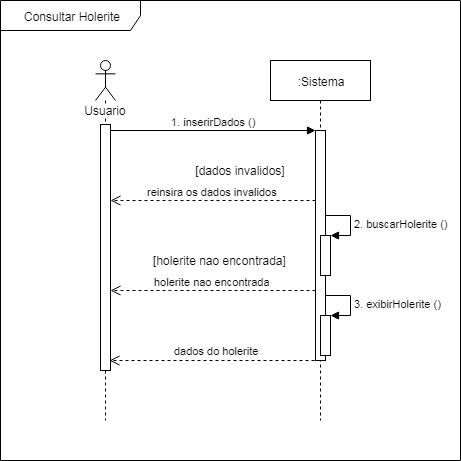 Consultar Holerite
Usuario
:Sistema
1. inserirDados ()
[dados invalidos]
reinsira os dados invalidos
2. buscarHolerite ()
[holerite nao encontrada]
holerite nao encontrada
3. exibirHolerite ()
dados do holerite